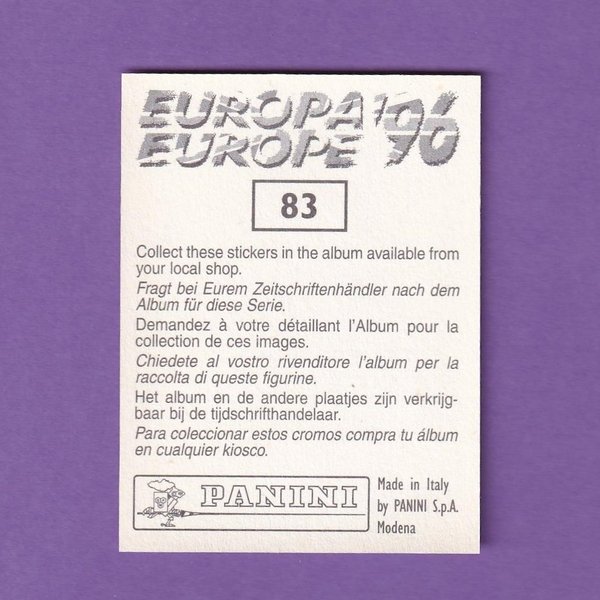 EUROPA '96
EUROPE
83
Collect these stickers in the album available from
your local shop.
Fragt bei Eurem Zeitschriftenhändler nach dem
Album für diese Serie.
Demandez à votre détaillant l'Album pour la
collection de ces images.
Chiedete al vostro rivenditore l'album per la
raccolta di queste figurine.
Het album en de andere plaatjes zijn verkrijg-
baar bij de tijdschrifthandelaar.
Para coleccionar estos cromos compra tu álbum
en cualquier kiosco.
PANINI
Made in Italy
by PANINI S.p.A.
Modena